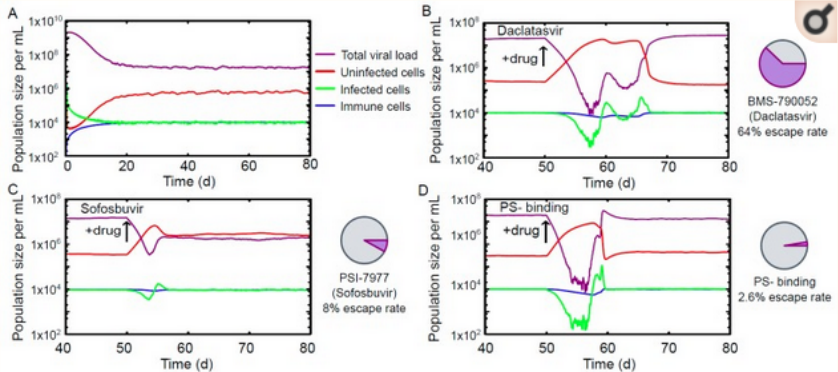 A
1x10^10
1x10^8
1x10^6
1x10^4
1x10^2
Population size per mL
0
20
40
60
80
Time (d)
Total viral load
Uninfected cells
Infected cells
Immune cells
B
Daclatasvir
+drug
1x10^8
1x10^6
1x10^4
1x10^2
Population size per mL
40
50
60
70
80
Time (d)
BMS-790052
(Daclatasvir)
64% escape rate
C
Sofosbuvir
+drug
1x10^8
1x10^6
1x10^4
1x10^2
Population size per mL
40
50
60
70
80
Time (d)
PSI-7977
(Sofosbuvir)
8% escape rate
D
PS- binding
+drug
1x10^8
1x10^6
1x10^4
1x10^2
Population size per mL
40
50
60
70
80
Time (d)
PS- binding
2.6% escape rate